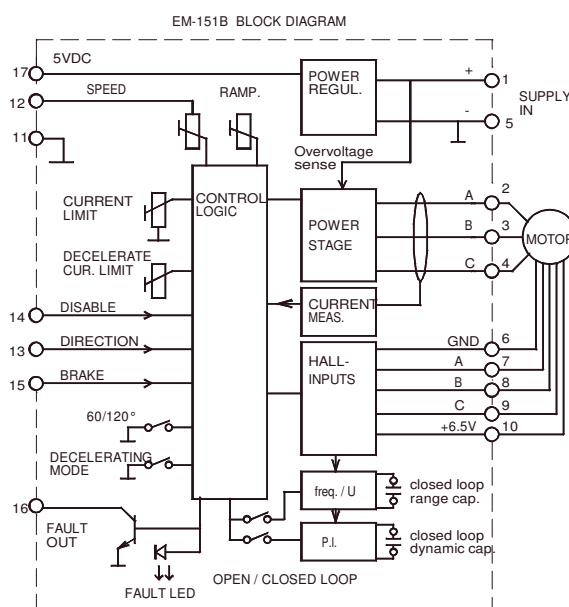 EM-151B BLOCK DIAGRAM
17
5VDC
12
SPEED
RAMP.
11
POWER
REGUL.
+
1
-
5
SUPPLY
IN
Overvoltage
sense
CURRENT
LIMIT
DECELERATE
CUR. LIMIT
CONTROL
LOGIC
POWER
STAGE
A
2
B
3
C
4
MOTOR
CURRENT
MEAS.
14
DISABLE
13
DIRECTION
15
BRAKE
HALL-
INPUTS
GND
6
A
7
B
8
C
9
+6.5V
10
60/120°
DECELERATING
MODE
16
FAULT
OUT
FAULT LED
freq. / U
closed loop
range cap.
P.I.
closed loop
dynamic cap.
OPEN / CLOSED LOOP